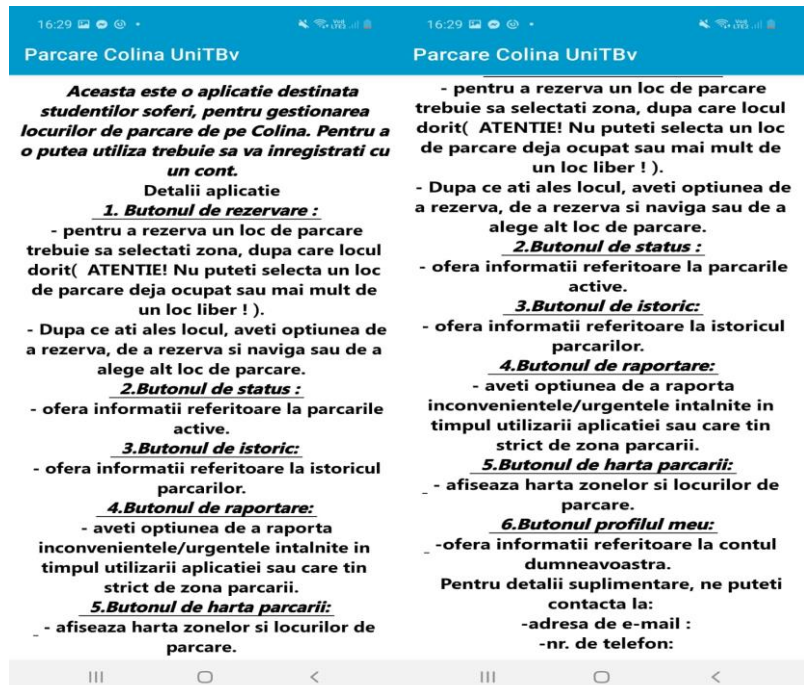 16:29
Parcare Colina UniTBv
Aceasta este o aplicatie destinata
studentilor soferi, pentru gestionarea
locurilor de parcare de pe Colina. Pentru a
o putea utiliza trebuie sa va inregistrati cu
un cont.
Detalii aplicatie
1. Butonul de rezervare :
- pentru a rezerva un loc de parcare
trebuie sa selectati zona, dupa care locul
dorit( ATENTIE! Nu puteti selecta un loc
de parcare deja ocupat sau mai mult de
un loc liber ! ).
- Dupa ce ati ales locul, aveti optiunea de
a rezerva, de a rezerva si naviga sau de a
alege alt loc de parcare.
2.Butonul de status :
- ofera informatii referitoare la parcarile
active.
3.Butonul de istoric:
- ofera informatii referitoare la istoricul
parcarilor.
4.Butonul de raportare:
- aveti optiunea de a raporta
inconvenientele/urgentele intalnite in
timpul utilizarii aplicatiei sau care tin
strict de zona parcarii.
5.Butonul de harta parcarii:
- afiseaza harta zonelor si locurilor de
parcare.
16:29
Parcare Colina UniTBv
- pentru a rezerva un loc de parcare
trebuie sa selectati zona, dupa care locul
dorit( ATENTIE! Nu puteti selecta un loc
de parcare deja ocupat sau mai mult de
un loc liber ! ).
- Dupa ce ati ales locul, aveti optiunea de
a rezerva, de a rezerva si naviga sau de a
alege alt loc de parcare.
2.Butonul de status :
- ofera informatii referitoare la parcarile
active.
3.Butonul de istoric:
- ofera informatii referitoare la istoricul
parcarilor.
4.Butonul de raportare:
- aveti optiunea de a raporta
inconvenientele/urgentele intalnite in
timpul utilizarii aplicatiei sau care tin
strict de zona parcarii.
5.Butonul de harta parcarii:
- afiseaza harta zonelor si locurilor de
parcare.
6.Butonul profilul meu:
-ofera informatii referitoare la contul
dumneavoastra.
Pentru detalii suplimentare, ne puteti
contacta la:
-adresa de e-mail :
-nr. de telefon: